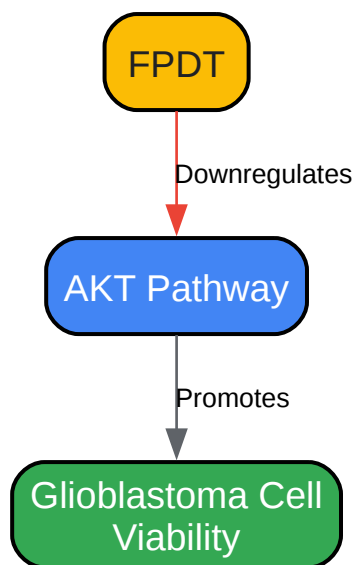 FPDT
Downregulates
AKT Pathway
Promotes
Glioblastoma Cell
Viability